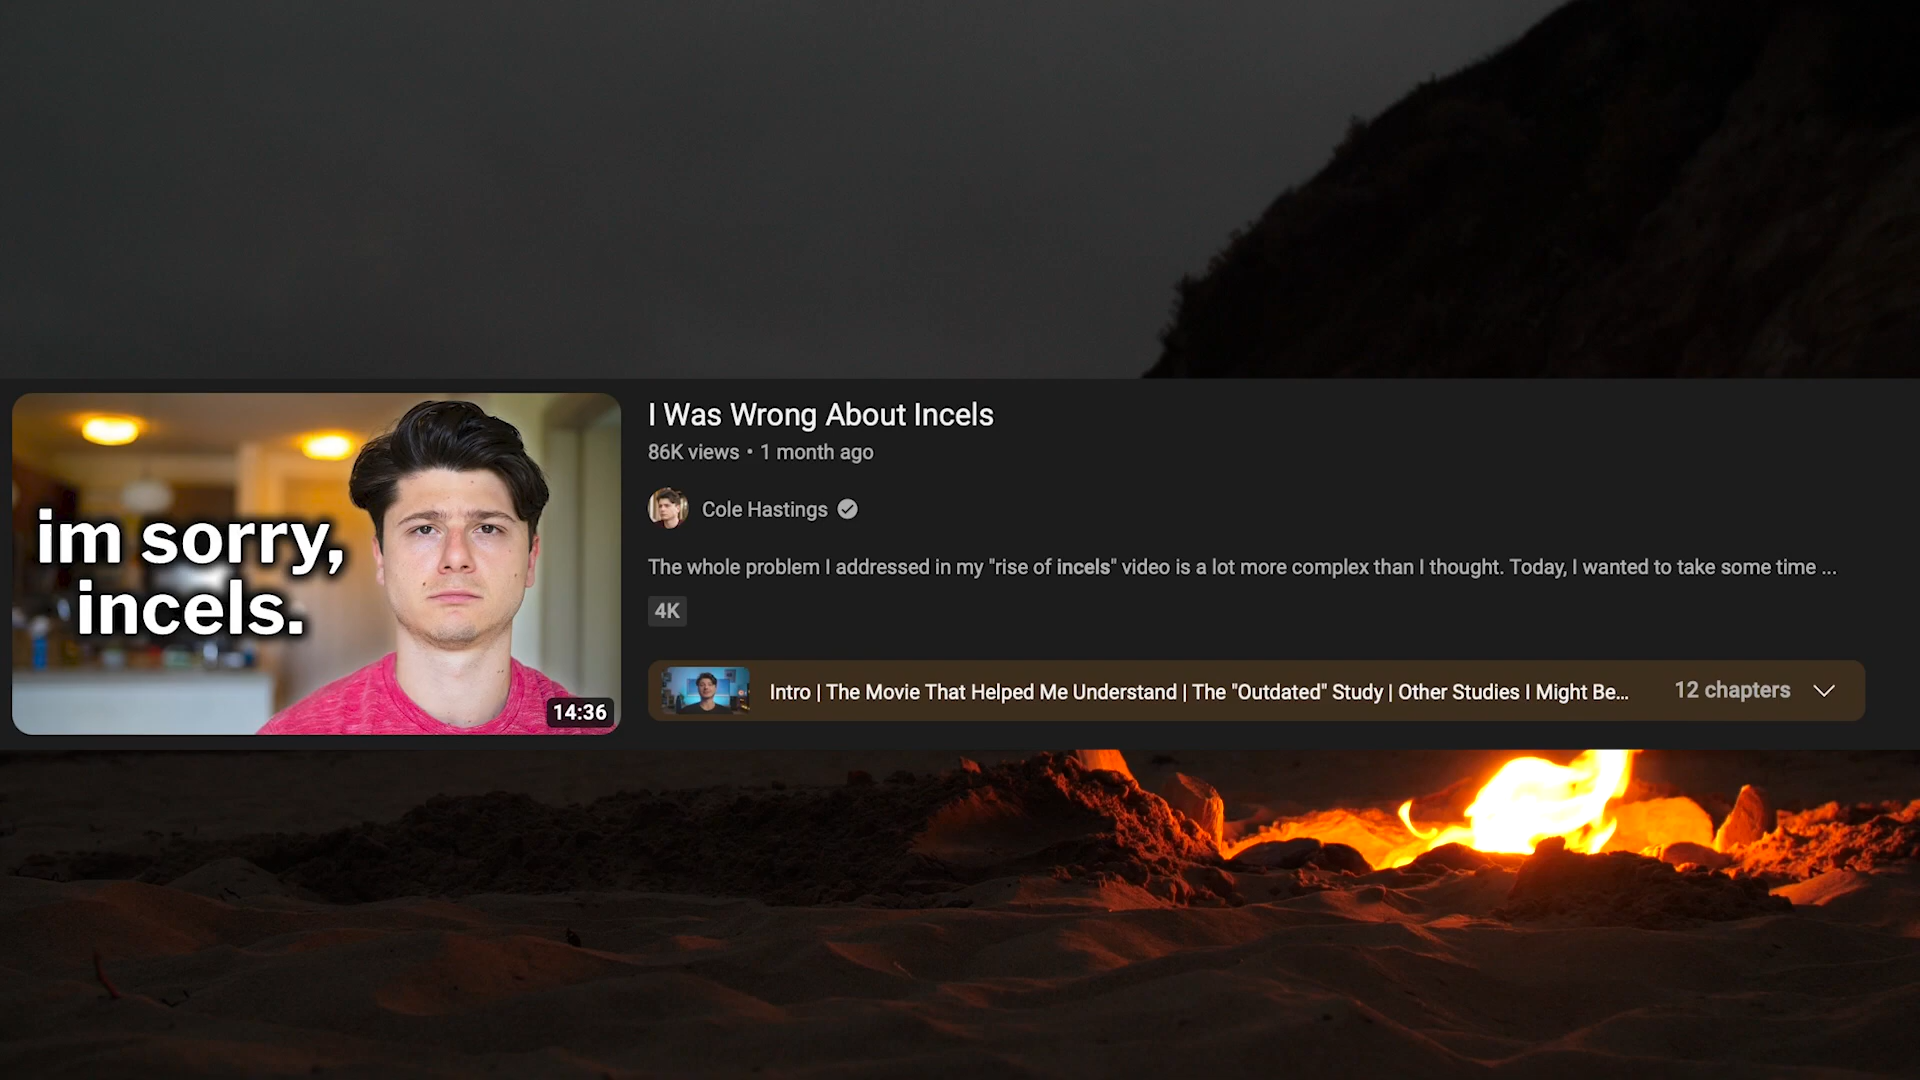 im sorry,
incels.
14:36
I Was Wrong About Incels
86K views • 1 month ago
Cole Hastings
The whole problem I addressed in my "rise of incels" video is a lot more complex than I thought. Today, I wanted to take some time ...
4K
Intro | The Movie That Helped Me Understand | The "Outdated" Study | Other Studies I Might Be...
12 chapters